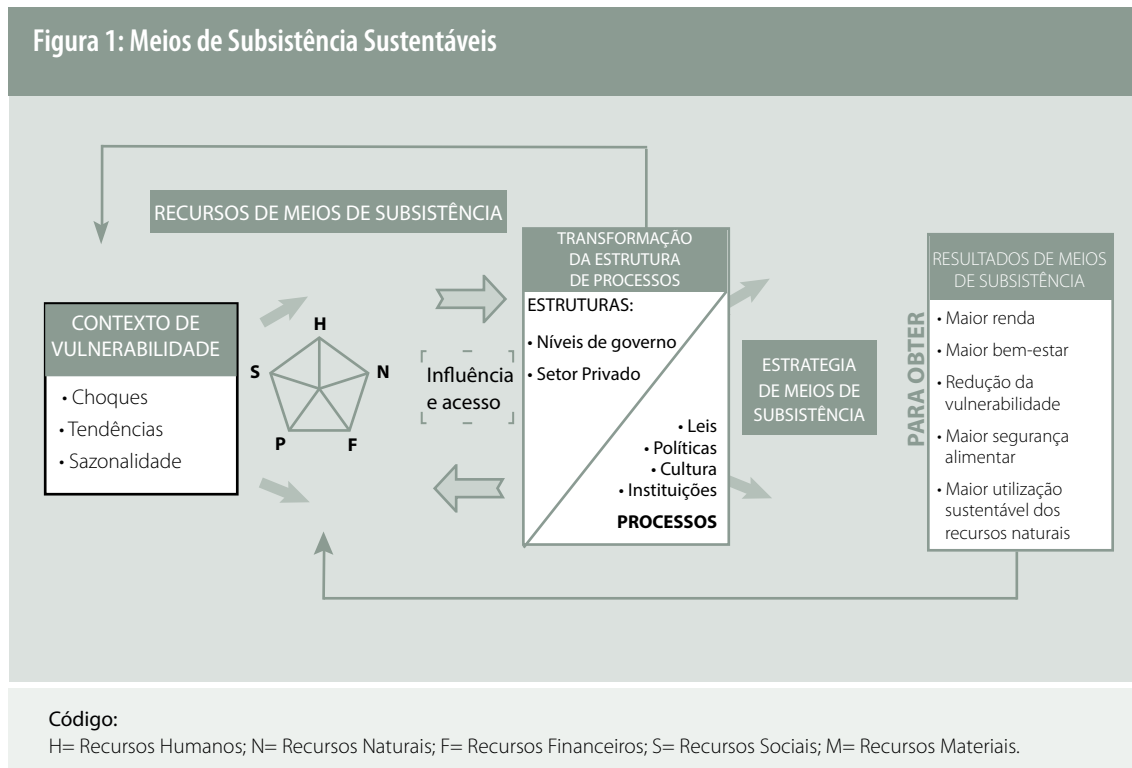 Figura 1: Meios de Subsistência Sustentáveis
RECURSOS DE MEIOS DE SUBSISTÊNCIA
CONTEXTO DE
VULNERABILIDADE
• Choques
• Tendências
• Sazonalidade
H
S
N
P
F
Influência
e acesso
TRANSFORMAÇÃO
DA ESTRUTURA
DE PROCESSOS
ESTRUTURAS:
• Níveis de governo
• Setor Privado
• Leis
• Políticas
• Cultura
• Instituições
PROCESSOS
ESTRATEGIA
DE MEIOS DE
SUBSISTÊNCIA
PARA OBTER
RESULTADOS DE MEIOS
DE SUBSISTÊNCIA
• Maior renda
• Maior bem-estar
• Redução da
vulnerabilidade
• Maior segurança
alimentar
• Maior utilização
sustentável dos
recursos naturais
Código:
H= Recursos Humanos; N= Recursos Naturais; F= Recursos Financeiros; S= Recursos Sociais; M= Recursos Materiais.